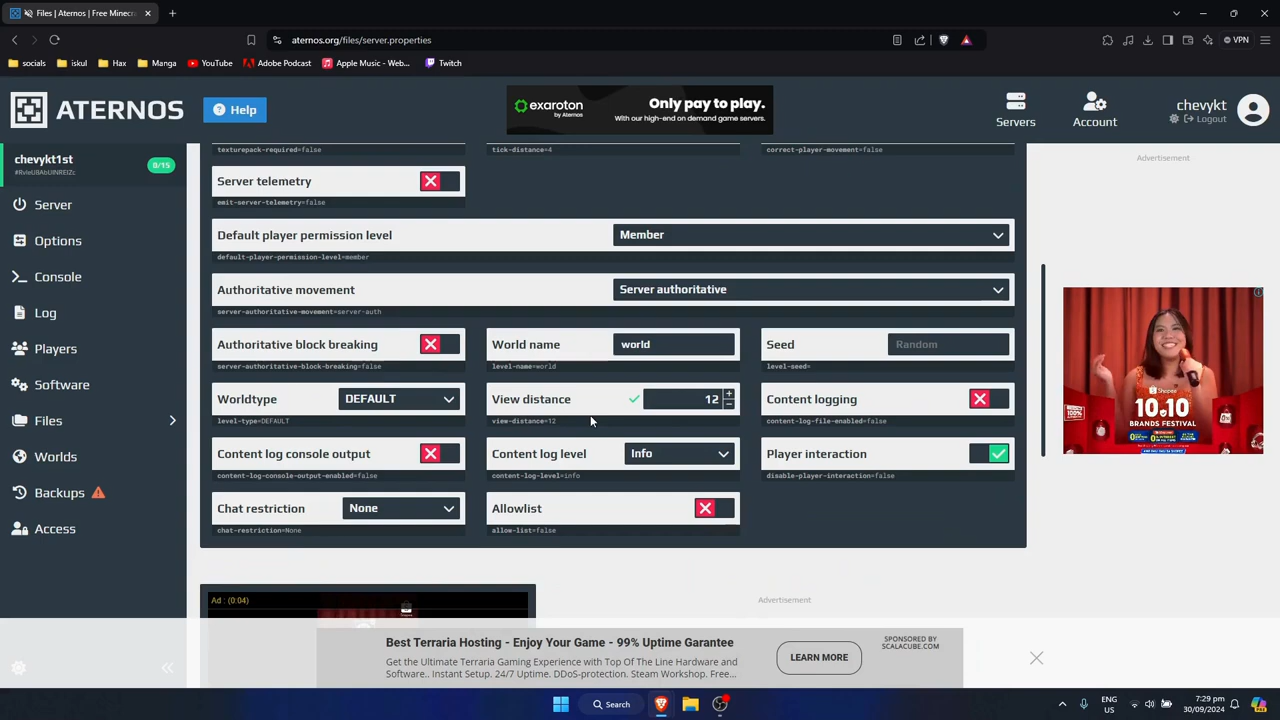 Files | Aternos | Free Minecr
aternos.org/files/server.properties
VPN
socials
iskul
Hax
Manga
YouTube
Adobe Podcast
Apple Music - Web...
Twitch
ATERNOS
Help
exaroton
by Aternos
Only pay to play.
With our high-end on demand game servers.
Servers
Account
chevykt
Logout
chevykt1st
0/15
Server
Options
Console
Log
Players
Software
Files
Worlds
Backups
Access
texturepack-required=false
tick-distance=4
correct-player-movement=false
Server telemetry
emit-server-telemetry=false
Default player permission level
Member
default-player-permission-level=member
Authoritative movement
Server authoritative
server-authoritative-movement=server-auth
Authoritative block breaking
server-authoritative-block-breaking=false
World name
world
level-name=world
Seed
Random
level-seed=
Worldtype
DEFAULT
level-type=DEFAULT
View distance
12
view-distance=12
Content logging
content-log-file-enabled=false
Content log console output
content-log-console-output-enabled=false
Content log level
Info
content-log-level=info
Player interaction
disable-player-interaction=false
Chat restriction
None
chat-restriction=None
Allowlist
allow-list=false
Advertisement
Shopee
10.10
BRANDS FESTIVAL
Ad : (0:04)
Advertisement
Best Terraria Hosting - Enjoy Your Game - 99% Uptime Garantee
Get the Ultimate Terraria Gaming Experience with Top Of The Line Hardware and
Software.. Instant Setup. 24/7 Uptime. DDoS-protection. Steam Workshop. Free...
LEARN MORE
SPONSORED BY
SCALACUBE.COM
Search
ENG
US
7:29 pm
30/09/2024